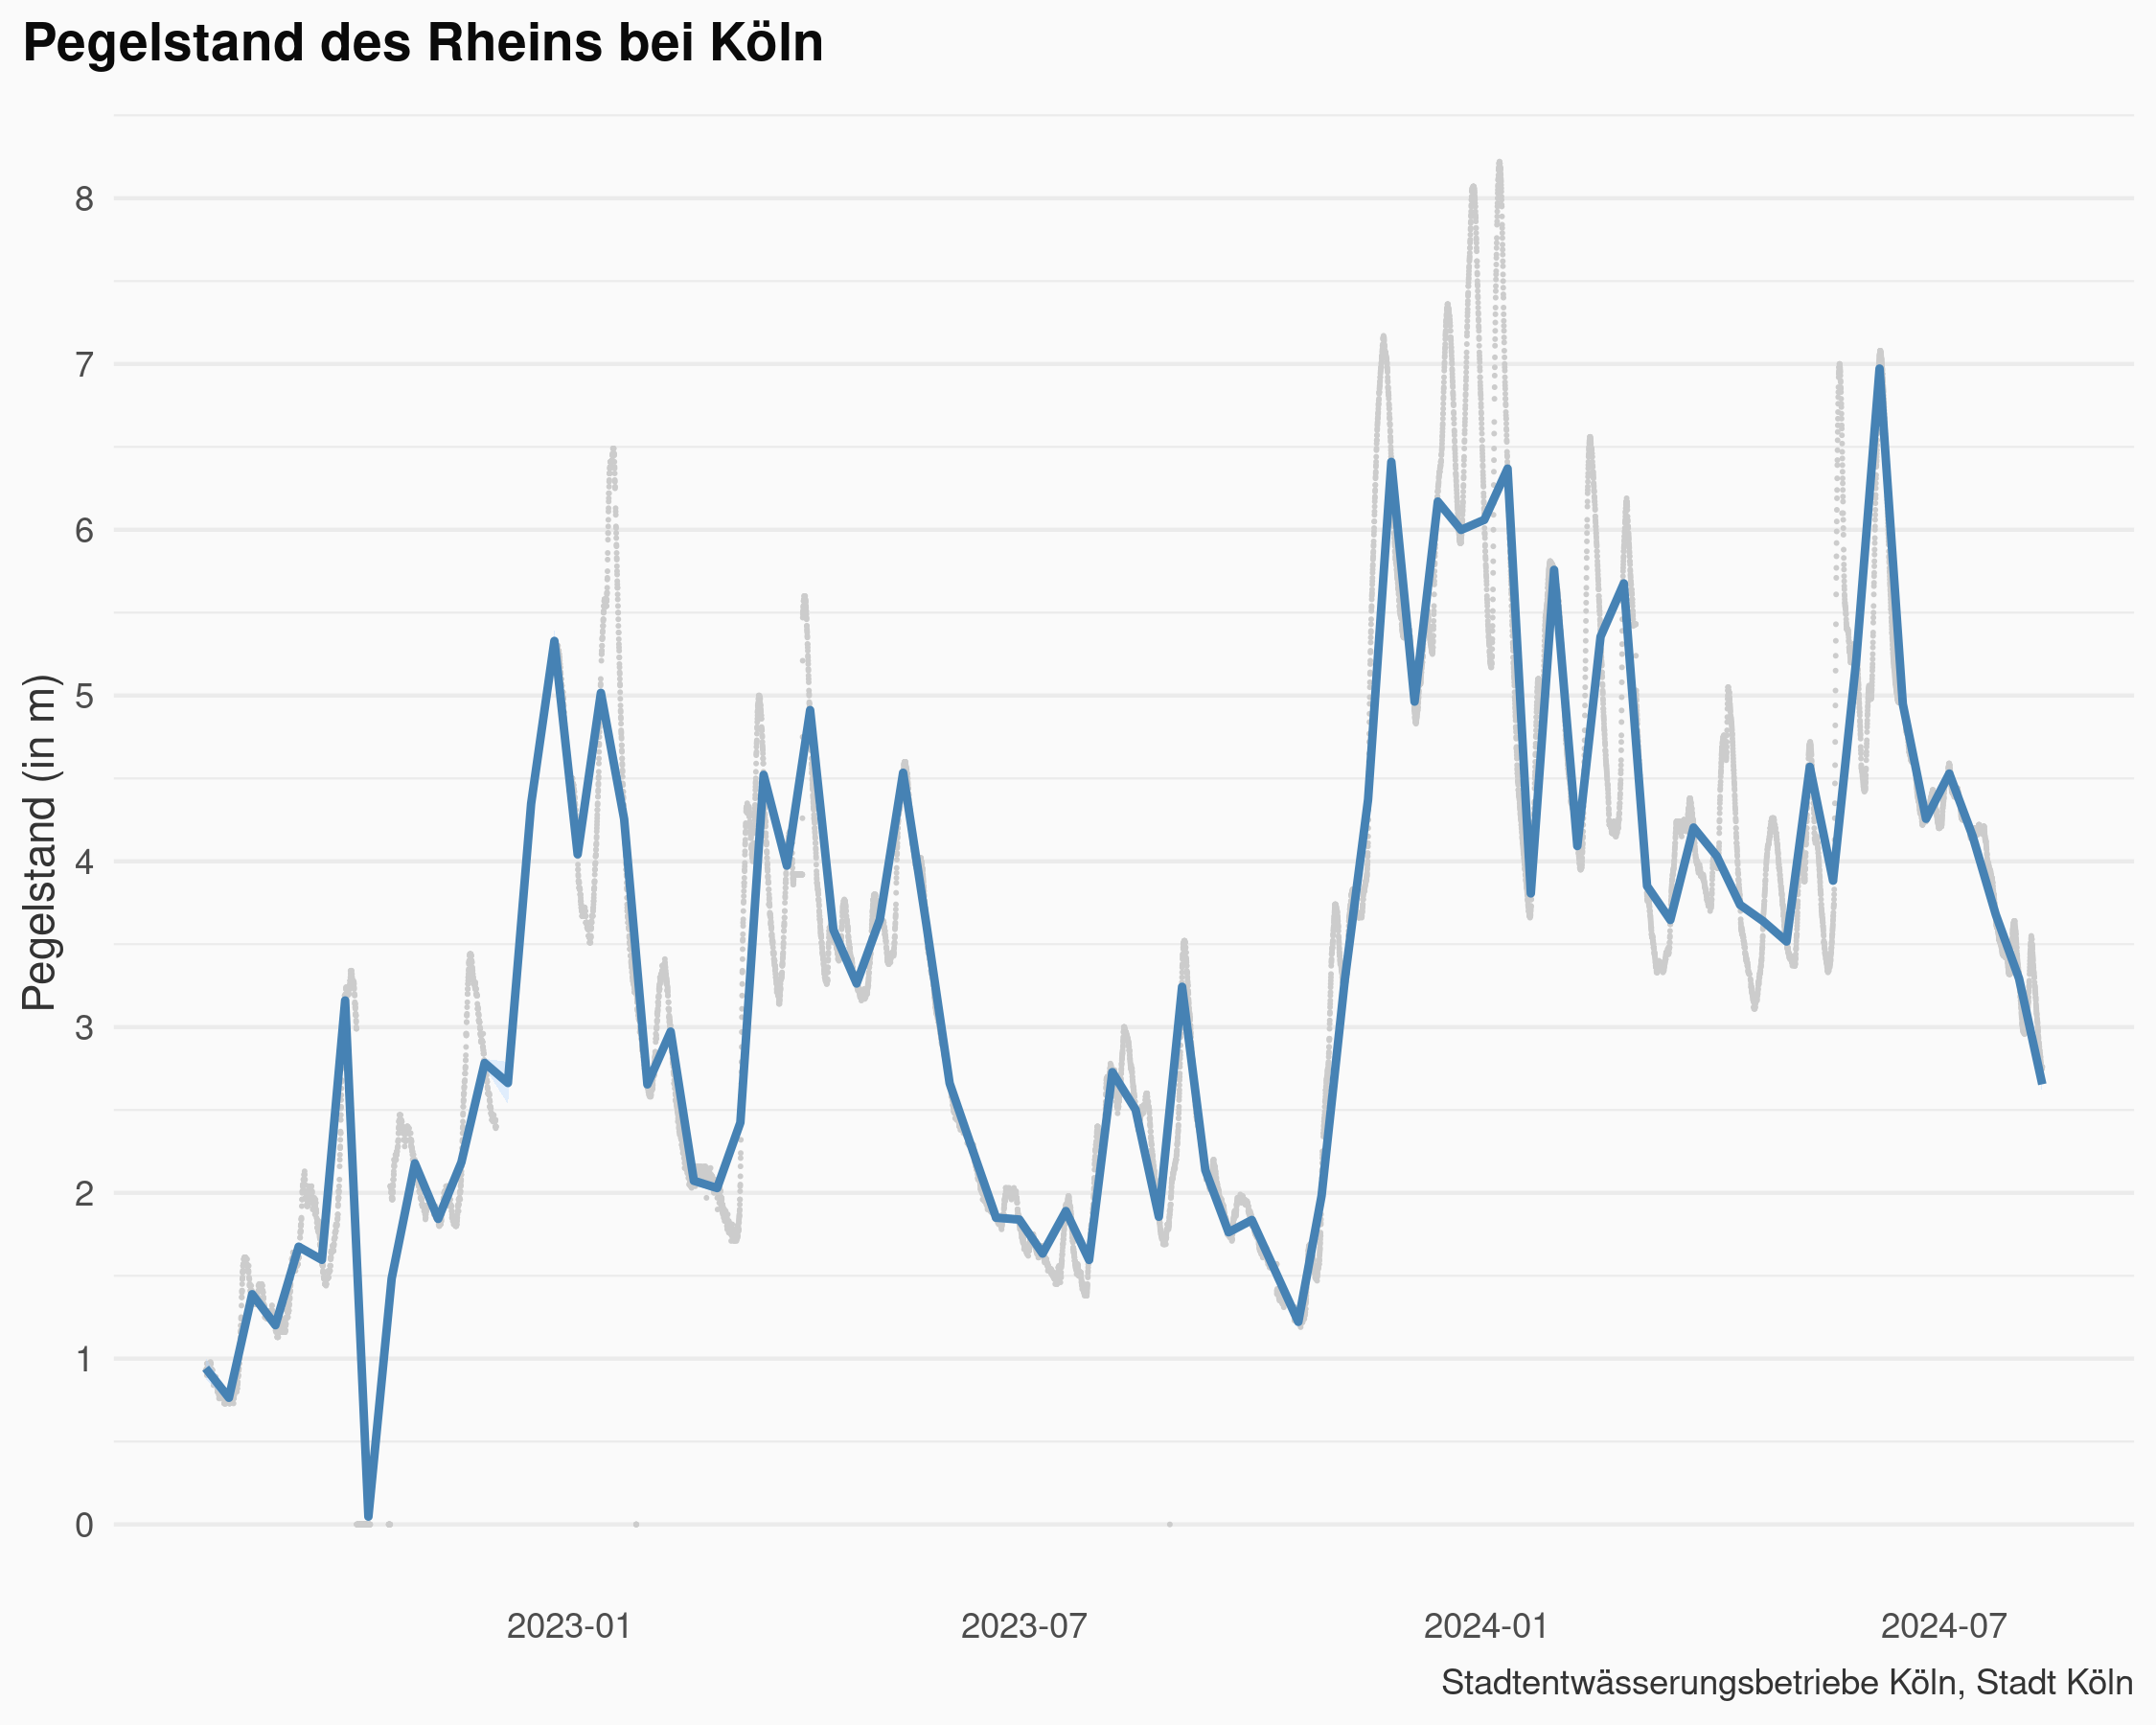 Pegelstand des Rheins bei Köln
Pegelstand (in m)
8
7
6
5
4
3
2
1
0
2023-01 2023-07 2024-01 2024-07
Stadtentwässerungsbetriebe Köln, Stadt Köln